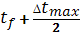 t_f + Δt_max/2